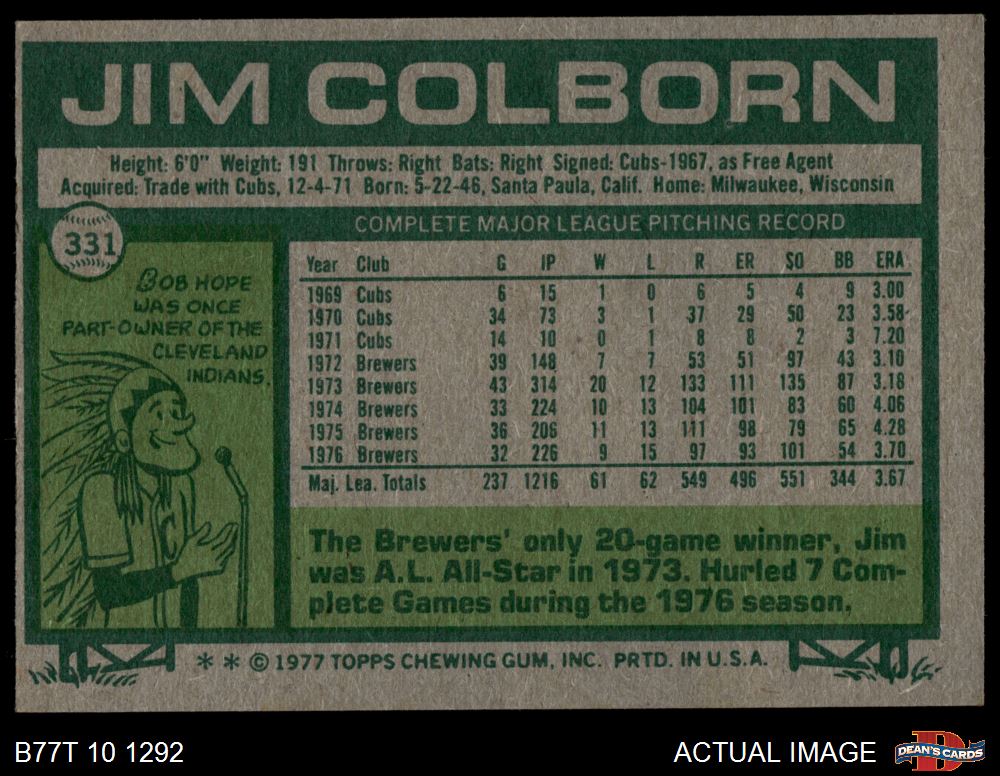 JIM COLBORN
Height: 6'0" Weight: 191 Throws: Right Bats: Right Signed: Cubs-1967, as Free Agent
Acquired: Trade with Cubs, 12-4-71 Born: 5-22-46, Santa Paula, Calif. Home: Milwaukee, Wisconsin
331
BOB HOPE
WAS ONCE
PART-OWNER OF THE
CLEVELAND
INDIANS.
C
COMPLETE MAJOR LEAGUE PITCHING RECORD
Year Club G IP W L R ER SO BB ERA
1969 Cubs 6 15 1 0 6 5 4 9 3.00
1970 Cubs 34 73 3 1 37 29 50 23 3.58
1971 Cubs 14 10 0 1 8 8 2 3 7.20
1972 Brewers 39 148 7 7 53 51 97 43 3.10
1973 Brewers 43 314 20 12 133 111 135 87 3.18
1974 Brewers 33 224 10 13 104 101 83 60 4.06
1975 Brewers 36 206 11 13 111 98 79 65 4.28
1976 Brewers 32 226 9 15 97 93 101 54 3.70
Maj. Lea. Totals 237 1216 61 62 549 496 551 344 3.67
The Brewers' only 20-game winner, Jim
was A.L. All-Star in 1973. Hurled 7 Com-
plete Games during the 1976 season.
* * © 1977 TOPPS CHEWING GUM, INC. PRTD. IN U.S.A.
B77T 10 1292
ACTUAL IMAGE
DEAN'S CARDS